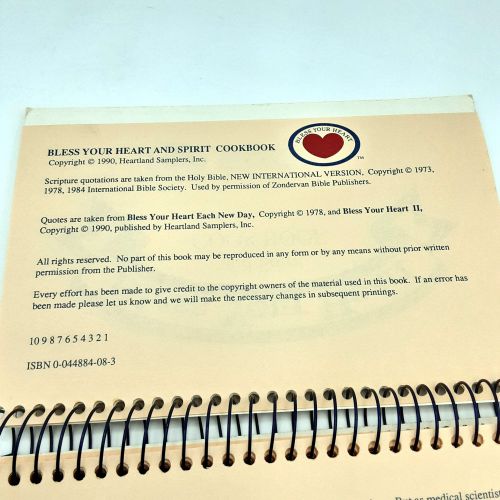 BLESS YOUR HEART
TM
BLESS YOUR HEART AND SPIRIT COOKBOOK
Copyright © 1990, Heartland Samplers, Inc.
Scripture quotations are taken from the Holy Bible, NEW INTERNATIONAL VERSION, Copyright © 1973,
1978, 1984 International Bible Society. Used by permission of Zondervan Bible Publishers.
Quotes are taken from Bless Your Heart Each New Day, Copyright © 1978, and Bless Your Heart II,
Copyright © 1990, published by Heartland Samplers, Inc.
All rights reserved. No part of this book may be reproduced in any form or by any means without prior written
permission from the Publisher.
Every effort has been made to give credit to the copyright owners of the material used in this book. If an error has
been made please let us know and we will make the necessary changes in subsequent printings.
10 9 8 7 6 5 4 3 2 1
ISBN 0-044884-08-3
as medical scientist